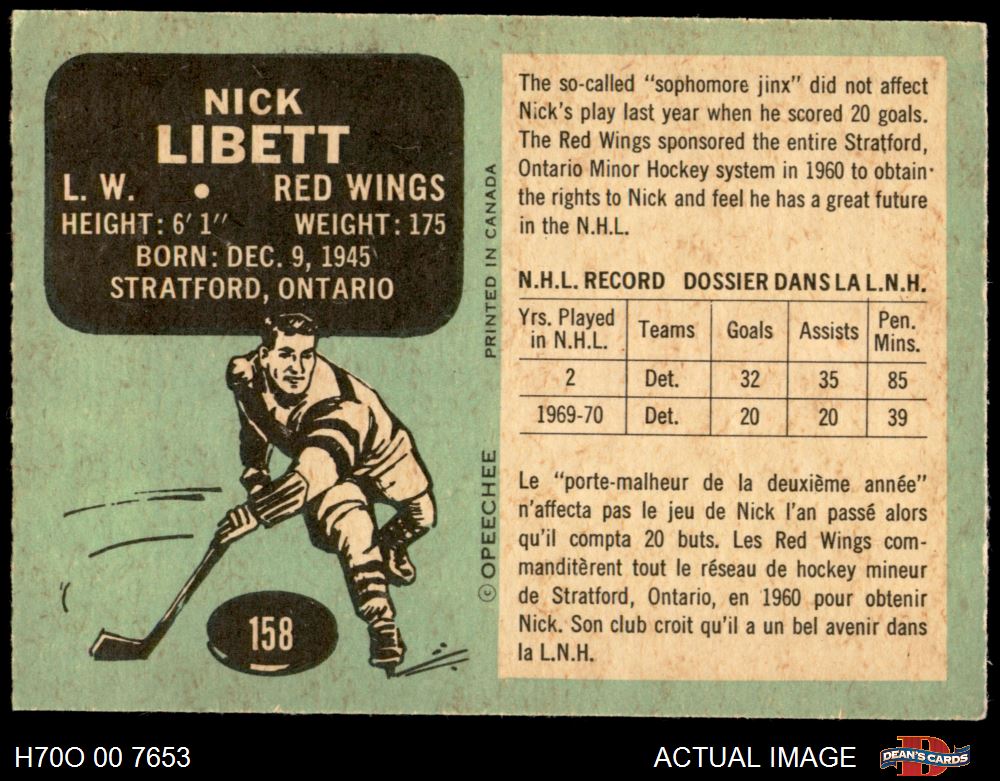 NICK
LIBETT
L. W. • RED WINGS
HEIGHT: 6' 1" WEIGHT: 175
BORN: DEC. 9, 1945
STRATFORD, ONTARIO
158
©OPEECHEE PRINTED IN CANADA
The so-called "sophomore jinx" did not affect
Nick's play last year when he scored 20 goals.
The Red Wings sponsored the entire Stratford,
Ontario Minor Hockey system in 1960 to obtain
the rights to Nick and feel he has a great future
in the N.H.L.
N.H.L. RECORD DOSSIER DANS LA L.N.H.
Yrs. Played in N.H.L. Teams Goals Assists Pen. Mins.
2 Det. 32 35 85
1969-70 Det. 20 20 39
Le "porte-malheur de la deuxième année"
n'affecta pas le jeu de Nick l'an passé alors
qu'il compta 20 buts. Les Red Wings com-
manditèrent tout le réseau de hockey mineur
de Stratford, Ontario, en 1960 pour obtenir
Nick. Son club croit qu'il a un bel avenir dans
la L.N.H.
H70O 00 7653
ACTUAL IMAGE
DEAN'S CARDS